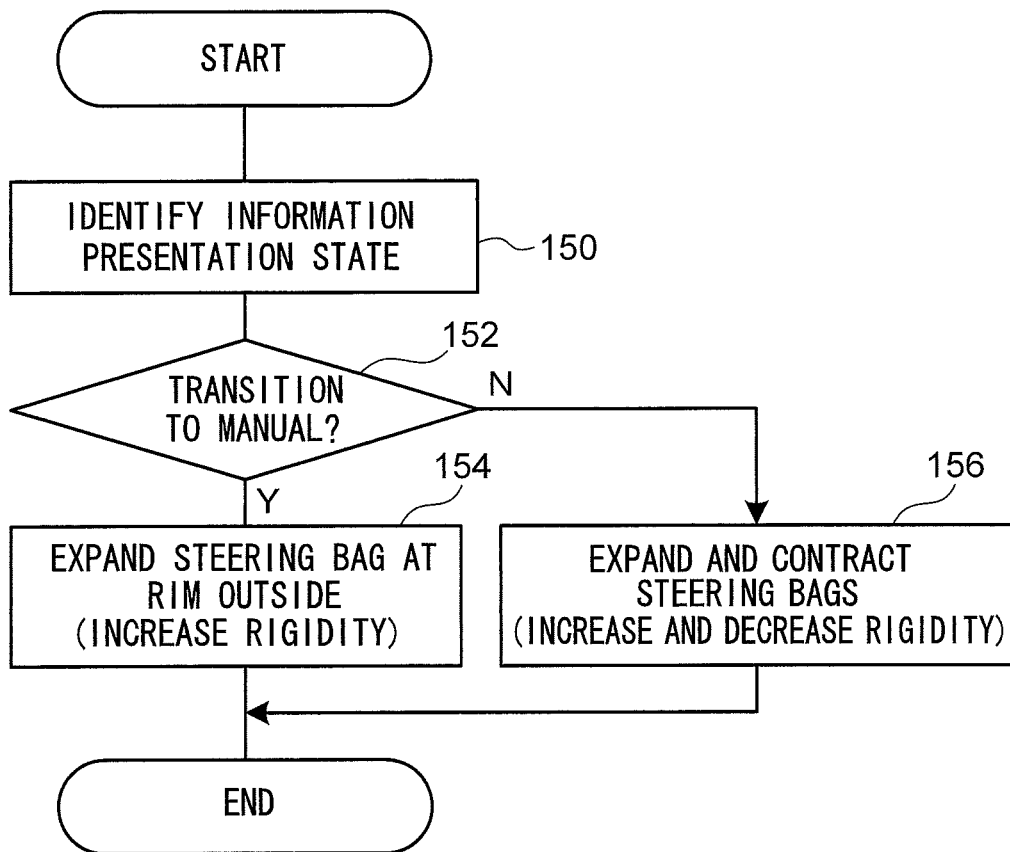 START
IDENTIFY INFORMATION
PRESENTATION STATE
150
152
TRANSITION
TO MANUAL?
N
Y
154
156
EXPAND STEERING BAG AT
RIM OUTSIDE
(INCREASE RIGIDITY)
EXPAND AND CONTRACT
STEERING BAGS
(INCREASE AND DECREASE RIGIDITY)
END